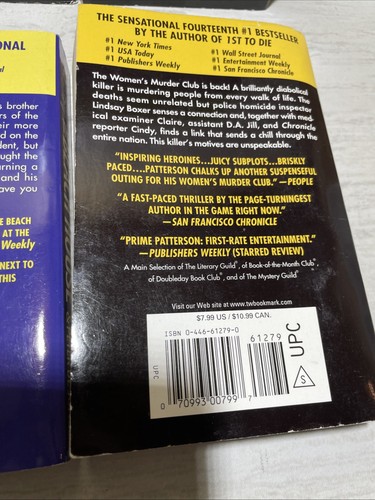 ONAL
al
s brother
rs of the
eir more
d on the
dent, but
ught the
urning a
and his
ave you
E BEACH
AT THE
Weekly
NEXT TO
THIS
THE SENSATIONAL FOURTEENTH #1 BESTSELLER
BY THE AUTHOR OF 1ST TO DIE
#1 New York Times #1 Wall Street Journal
#1 USA Today #1 Entertainment Weekly
#1 Publishers Weekly #1 San Francisco Chronicle
The Women's Murder Club is back! A brilliantly diabolical
killer is murdering people from every walk of life. The
deaths seem unrelated but police homicide inspector
Lindsay Boxer senses a connection and, together with med-
ical examiner Claire, assistant D.A. Jill, and Chronicle
reporter Cindy, finds a link that sends a chill through the
entire nation. This killer's motives are unspeakable.
"INSPIRING HEROINES...JUICY SUBPLOTS...BRISKLY
PACED....PATTERSON CHALKS UP ANOTHER SUSPENSEFUL
OUTING FOR HIS WOMEN'S MURDER CLUB." —PEOPLE
"A FAST-PACED THRILLER BY THE PAGE-TURNINGEST
AUTHOR IN THE GAME RIGHT NOW."
—SAN FRANCISCO CHRONICLE
"PRIME PATTERSON: FIRST-RATE ENTERTAINMENT."
—PUBLISHERS WEEKLY (STARRED REVIEW)
A Main Selection of The Literary Guild®, of Book-of-the-Month Club®,
of Doubleday Book Club®, and of The Mystery Guild®
Visit our Web site at www.twbookmark.com
$7.99 US / $10.99 CAN.
ISBN 0-446-61279-0
61279
UPC
UPC
S
0 70993 00799 7